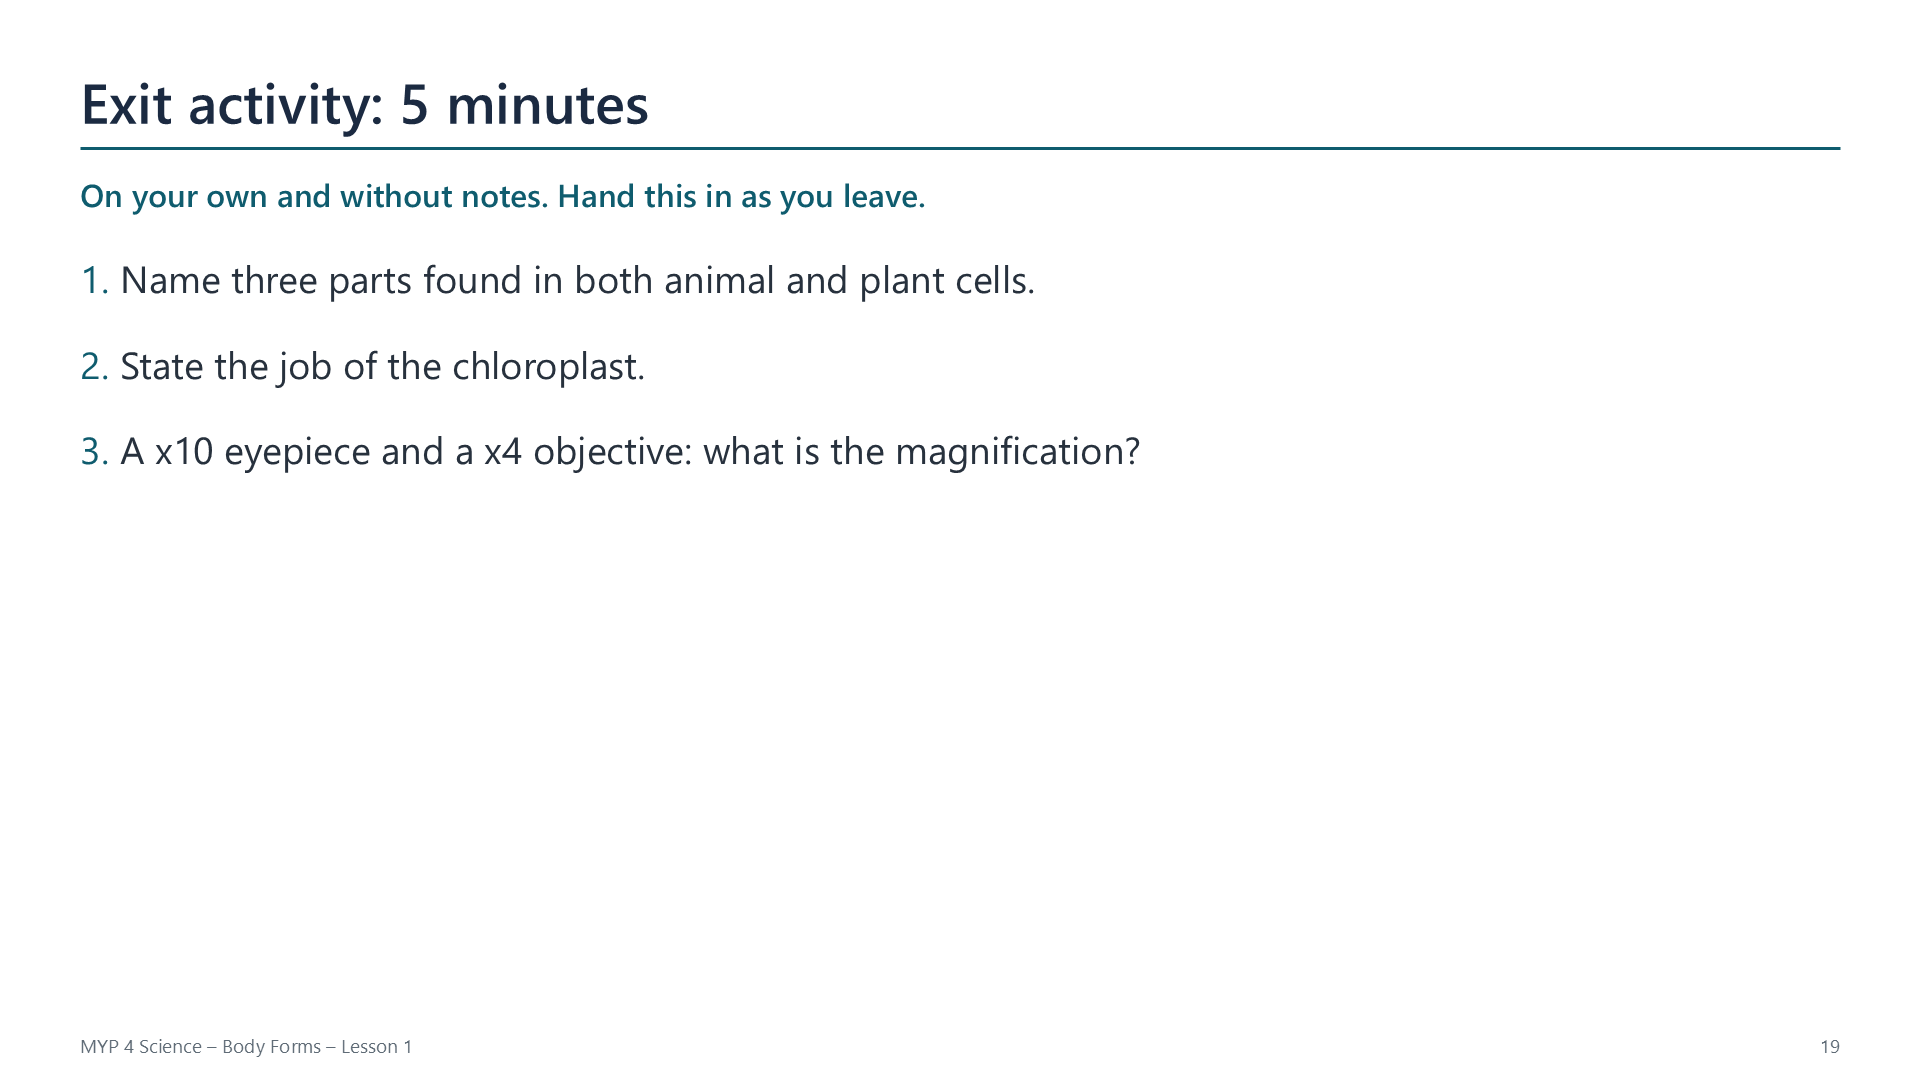 Exit activity: 5 minutes
On your own and without notes. Hand this in as you leave.
1. Name three parts found in both animal and plant cells.
2. State the job of the chloroplast.
3. A x10 eyepiece and a x4 objective: what is the magnification?
MYP 4 Science – Body Forms – Lesson 1
19